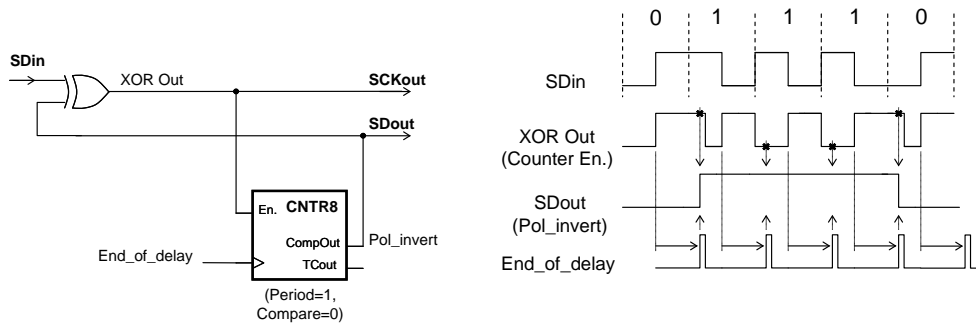 SDin
XOR Out
SCKout
SDout
En. CNTR8
CompOut
Pol_invert
End_of_delay
TCout
(Period=1,
Compare=0)
0 1 1 1 0
SDin
XOR Out
(Counter En.)
SDout
(Pol_invert)
End_of_delay